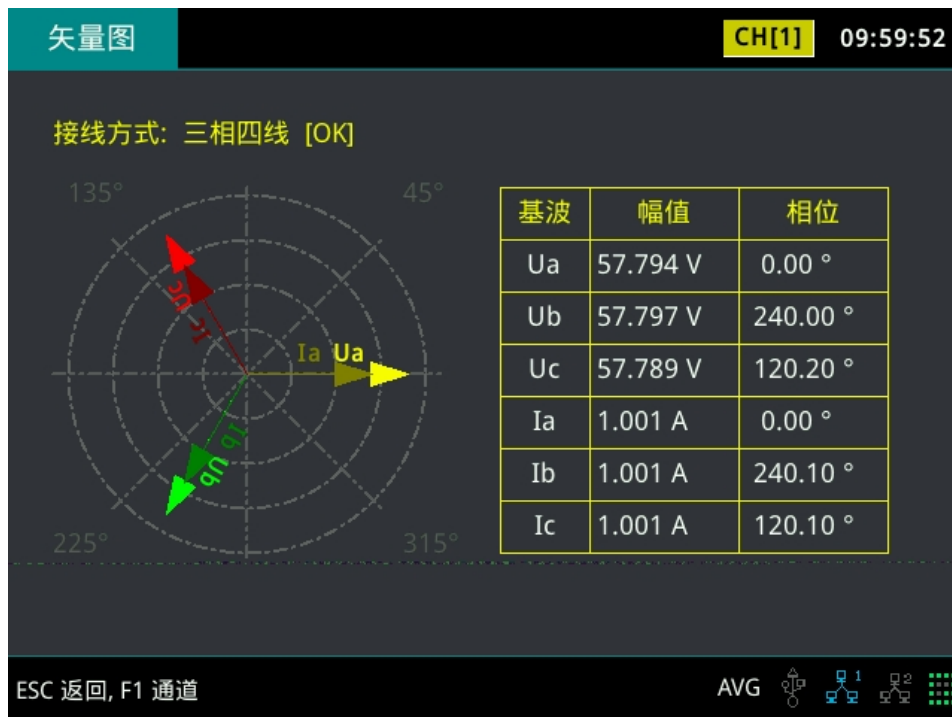 矢量图 CH[1] 09:59:52
接线方式: 三相四线 [OK]
135° 45°
Uc Ic Ia Ua
Ib Ub
225° 315°
基波 幅值 相位
Ua 57.794 V 0.00 °
Ub 57.797 V 240.00 °
Uc 57.789 V 120.20 °
Ia 1.001 A 0.00 °
Ib 1.001 A 240.10 °
Ic 1.001 A 120.10 °
ESC 返回, F1 通道 AVG 1 2